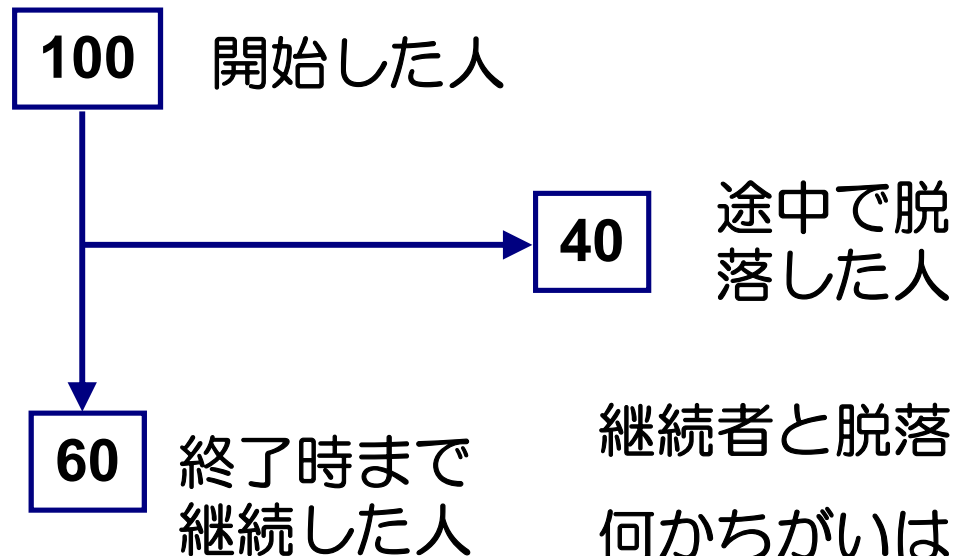 100
開始した人
途中で脱
落した人
40
継続者と脱落
60
終了時まで
継続した人
何かちがいは